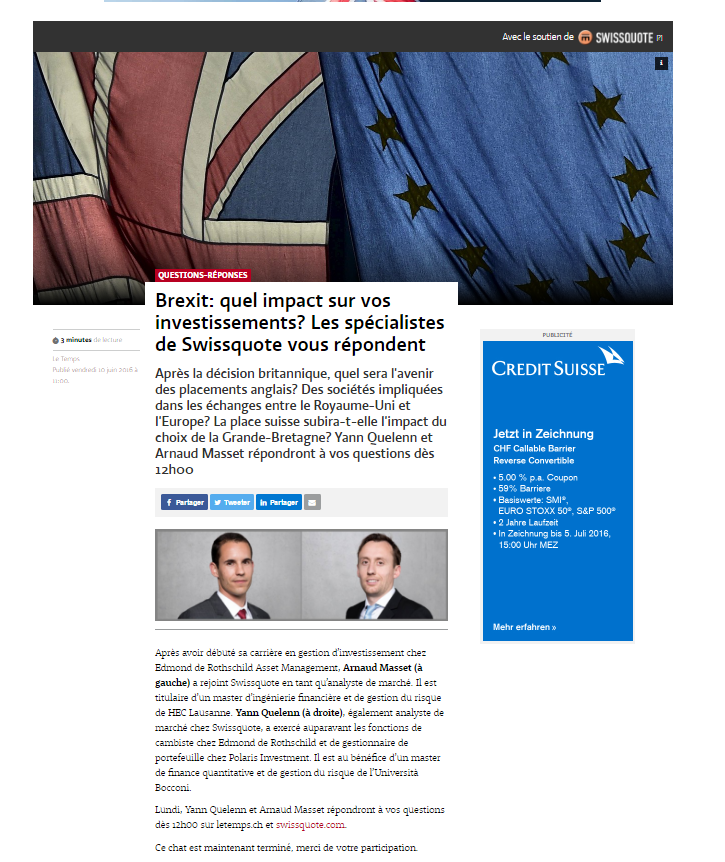 Avec le soutien de SWISSQUOTE
i
QUESTIONS-RÉPONSES
Brexit: quel impact sur vos
investissements? Les spécialistes
de Swissquote vous répondent
3 minutes de lecture
Le Temps
Publié vendredi 10 juin 2016 à
11:00.
Après la décision britannique, quel sera l'avenir
des placements anglais? Des sociétés impliquées
dans les échanges entre le Royaume-Uni et
l'Europe? La place suisse subira-t-elle l'impact du
choix de la Grande-Bretagne? Yann Quelenn et
Arnaud Masset répondront à vos questions dès
12h00
Partager
Tweeter
Partager
Après avoir débuté sa carrière en gestion d'investissement chez
Edmond de Rothschild Asset Management, Arnaud Masset (à
gauche) a rejoint Swissquote en tant qu'analyste de marché. Il est
titulaire d'un master d'ingénierie financière et de gestion du risque
de HEC Lausanne. Yann Quelenn (à droite), également analyste de
marché chez Swissquote, a exercé auparavant les fonctions de
cambiste chez Edmond de Rothschild et de gestionnaire de
portefeuille chez Polaris Investment. Il est au bénéfice d'un master
de finance quantitative et de gestion du risque de l'Università
Bocconi.
Lundi, Yann Quelenn et Arnaud Masset répondront à vos questions
dès 12h00 sur letemps.ch et swissquote.com.
Ce chat est maintenant terminé, merci de votre participation.
PUBLICITÉ
CREDIT SUISSE
Jetzt in Zeichnung
CHF Callable Barrier
Reverse Convertible
• 5.00 % p.a. Coupon
• 59% Barriere
• Basiswerte: SMI®,
EURO STOXX 50®, S&P 500®
• 2 Jahre Laufzeit
• In Zeichnung bis 5. Juli 2016,
15:00 Uhr MEZ
Mehr erfahren »